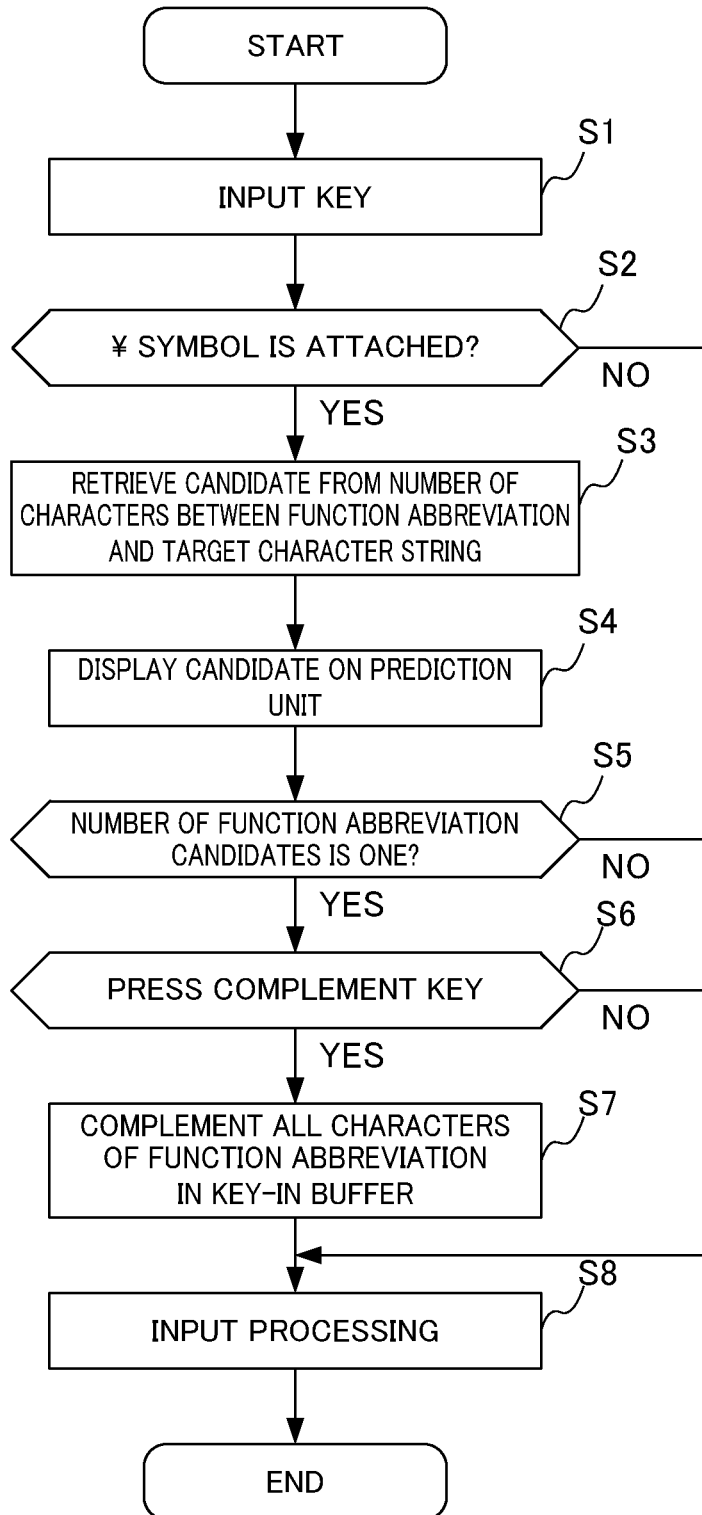 START
S1
INPUT KEY
S2
¥ SYMBOL IS ATTACHED?
NO
YES
S3
RETRIEVE CANDIDATE FROM NUMBER OF
CHARACTERS BETWEEN FUNCTION ABBREVIATION
AND TARGET CHARACTER STRING
S4
DISPLAY CANDIDATE ON PREDICTION
UNIT
S5
NUMBER OF FUNCTION ABBREVIATION
CANDIDATES IS ONE?
NO
YES
S6
PRESS COMPLEMENT KEY
NO
YES
S7
COMPLEMENT ALL CHARACTERS
OF FUNCTION ABBREVIATION
IN KEY-IN BUFFER
S8
INPUT PROCESSING
END